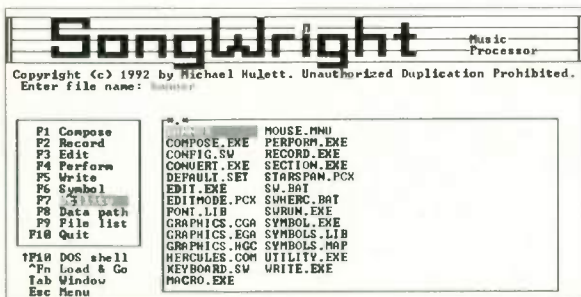 SongWright
Music
Processor
Copyright (c) 1992 by Michael Hulett. Unauthorized Duplication Prohibited.
Enter file name:
F1 Compose
F2 Record
F3 Edit
F4 Perform
F5 Write
F6 Symbol
F7
F8 Data path
F9 File list
F10 Quit
↑F10 DOS shell
^Fn Load & Go
Tab Window
Esc Menu
*.*
MOUSE.MNU
COMPOSE.EXE PERFORM.EXE
CONFIG.SW RECORD.EXE
CONVERT.EXE SECTION.EXE
DEFAULT.SET STARSPAN.PCX
EDIT.EXE SW.BAT
EDITMODE.PCX SWHERC.BAT
FONT.LIB SWRUN.EXE
GRAPHICS.CGA SYMBOL.EXE
GRAPHICS.EGA SYMBOLS.LIB
GRAPHICS.HGC SYMBOLS.MAP
HERCULES.COM UTILITY.EXE
KEYBOARD.SW WRITE.EXE
MACRO.EXE